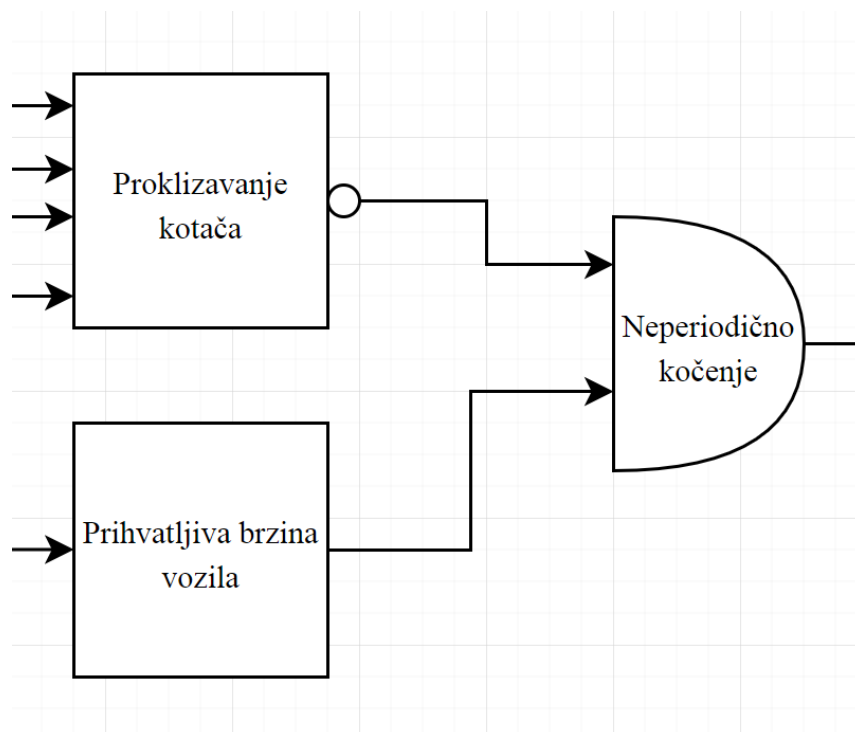 Proklizavanje
kotača
Neperiodično
kočenje
Prihvatljiva brzina
vozila